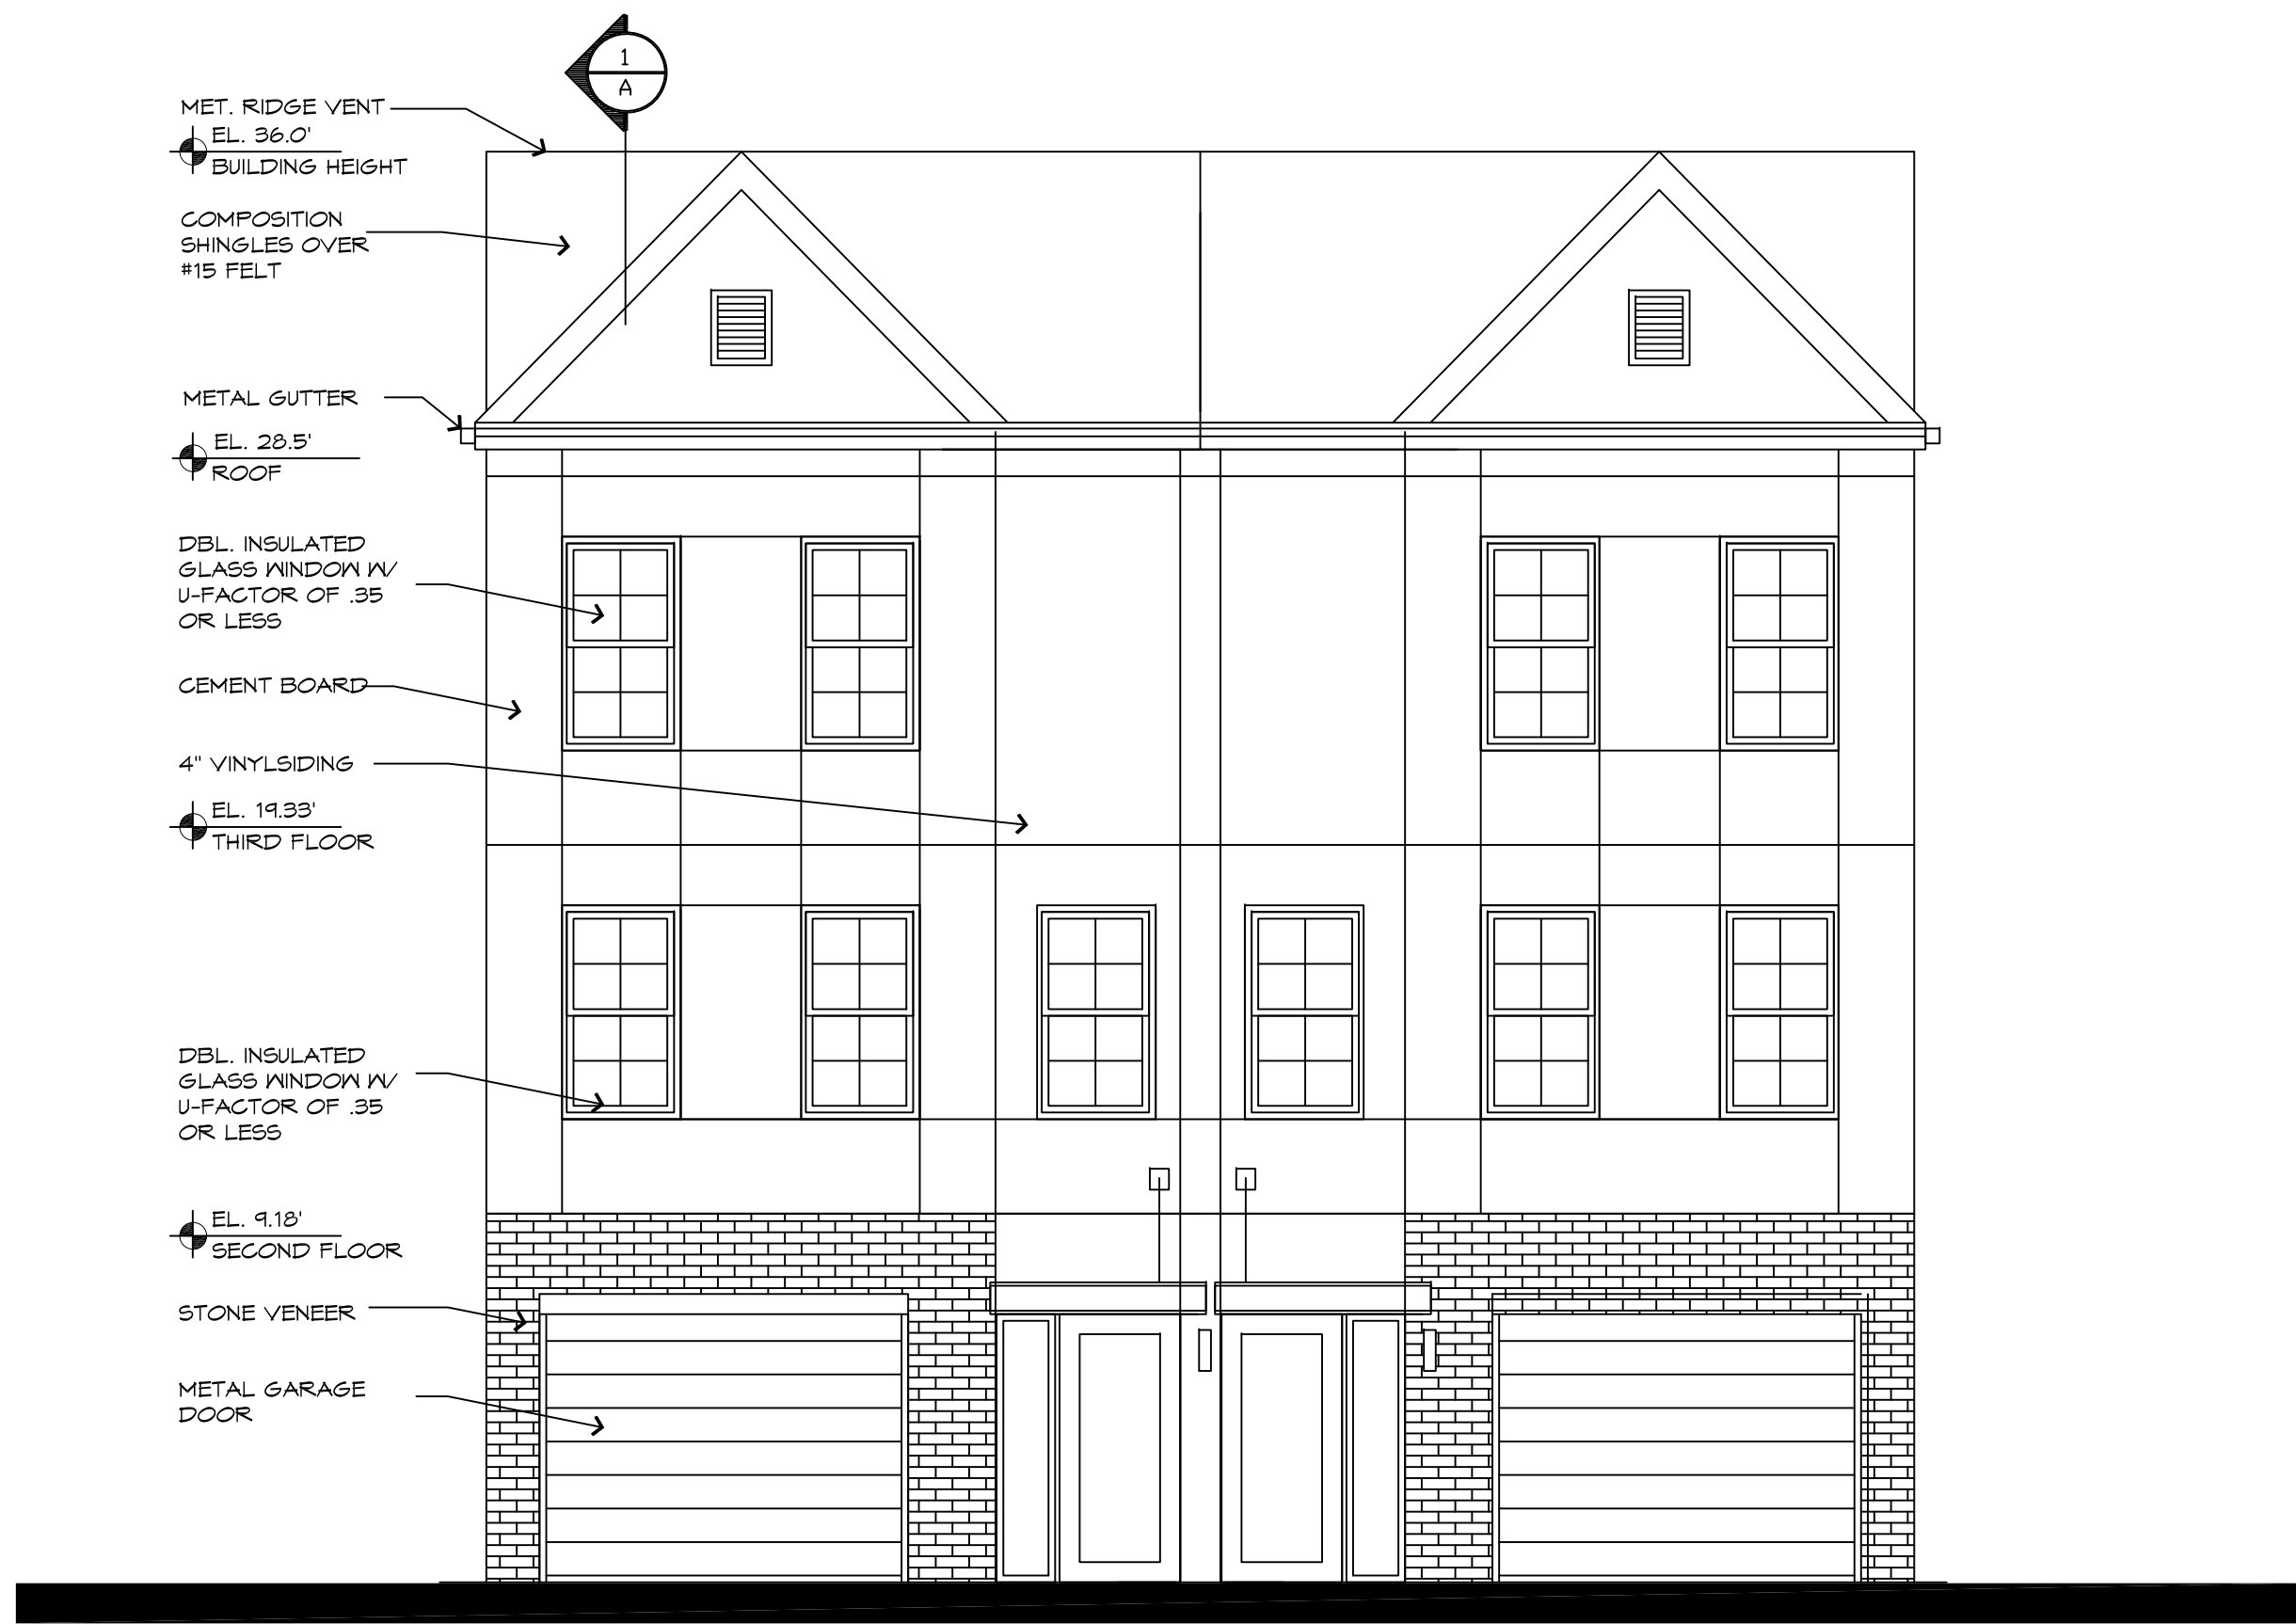 1
A
MET. RIDGE VENT
EL. 36.0'
BUILDING HEIGHT
COMPOSITION
SHINGLES OVER
#15 FELT
METAL GUTTER
EL. 28.5'
ROOF
DBL. INSULATED
GLASS WINDOW W/
U-FACTOR OF .35
OR LESS
CEMENT BOARD
4" VINYLSIDING
EL. 19.33'
THIRD FLOOR
DBL. INSULATED
GLASS WINDOW W/
U-FACTOR OF .35
OR LESS
EL. 9.18'
SECOND FLOOR
STONE VENEER
METAL GARAGE
DOOR